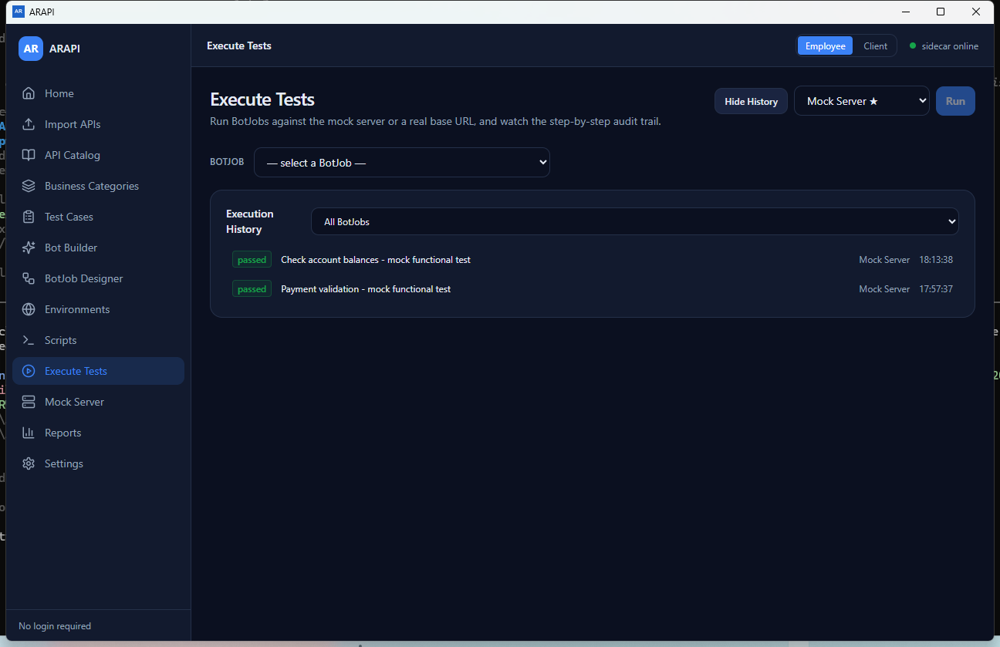 AR ARAPI
AR ARAPI
Execute Tests
Employee Client sidecar online
Home
Import APIs
API Catalog
Business Categories
Test Cases
Bot Builder
BotJob Designer
Environments
Scripts
Execute Tests
Mock Server
Reports
Settings
No login required
Execute Tests
Run BotJobs against the mock server or a real base URL, and watch the step-by-step audit trail.
Hide History Mock Server ★ Run
BOTJOB — select a BotJob —
Execution
History
All BotJobs
passed Check account balances - mock functional test Mock Server 18:13:38
passed Payment validation - mock functional test Mock Server 17:57:37